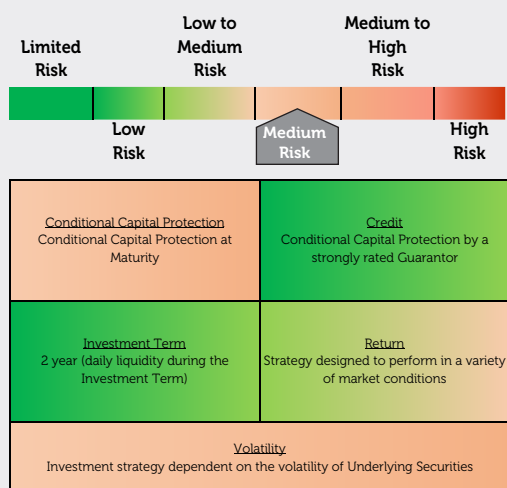 Limited
Risk
Low to
Medium
Risk
Medium to
High
Risk
Low
Risk
Medium
Risk
High
Risk
Conditional Capital Protection
Conditional Capital Protection at
Maturity
Credit
Conditional Capital Protection by a
strongly rated Guarantor
Investment Term
2 year (daily liquidity during the
Investment Term)
Return
Strategy designed to perform in a variety
of market conditions
Volatility
Investment strategy dependent on the volatility of Underlying Securities